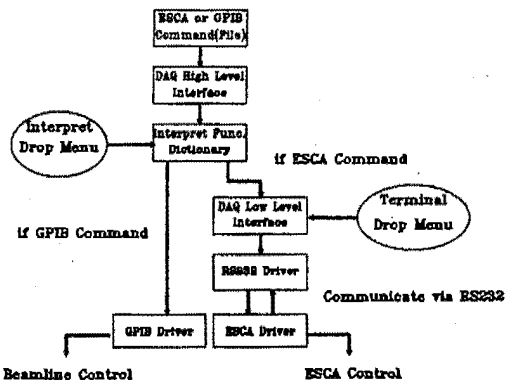 ESCA or GPIB
Command(File)
DAQ High Level
Interface
Interpret
Drop Menu
Interpret Func.
Dictionary
if ESCA Command
DAQ Low Level
Interface
Terminal
Drop Menu
if GPIB Command
RS232 Driver
Communicate via RS232
GPIB Driver
ESCA Driver
Beamline Control
ESCA Control